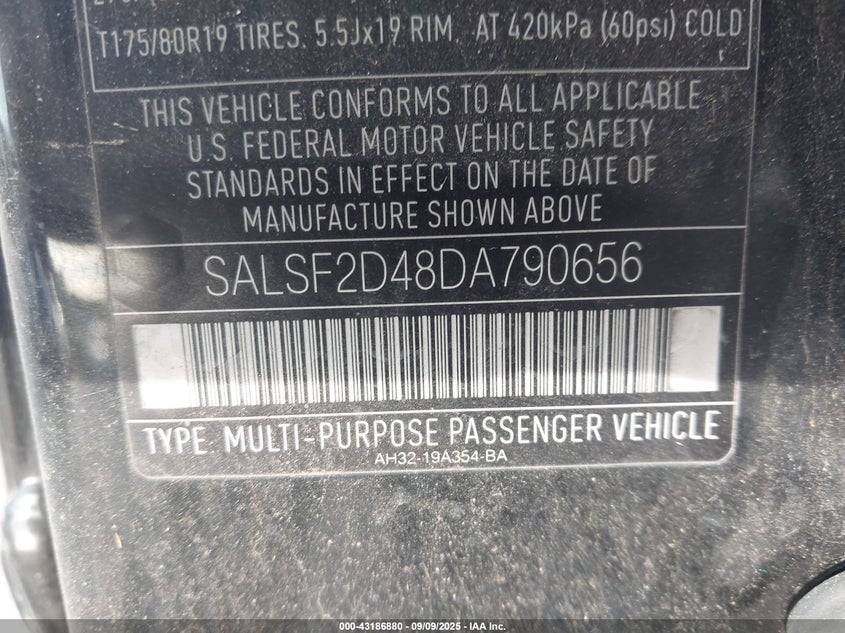 T175/80R19 TIRES. 5.5Jx19 RIM, AT 420kPa (60psi) COLD
THIS VEHICLE CONFORMS TO ALL APPLICABLE
U.S. FEDERAL MOTOR VEHICLE SAFETY
STANDARDS IN EFFECT ON THE DATE OF
MANUFACTURE SHOWN ABOVE
SALSF2D48DA790656
TYPE. MULTI-PURPOSE PASSENGER VEHICLE
AH32-19A354-BA
000-43186880 - 09/09/2025 - IAA Inc.